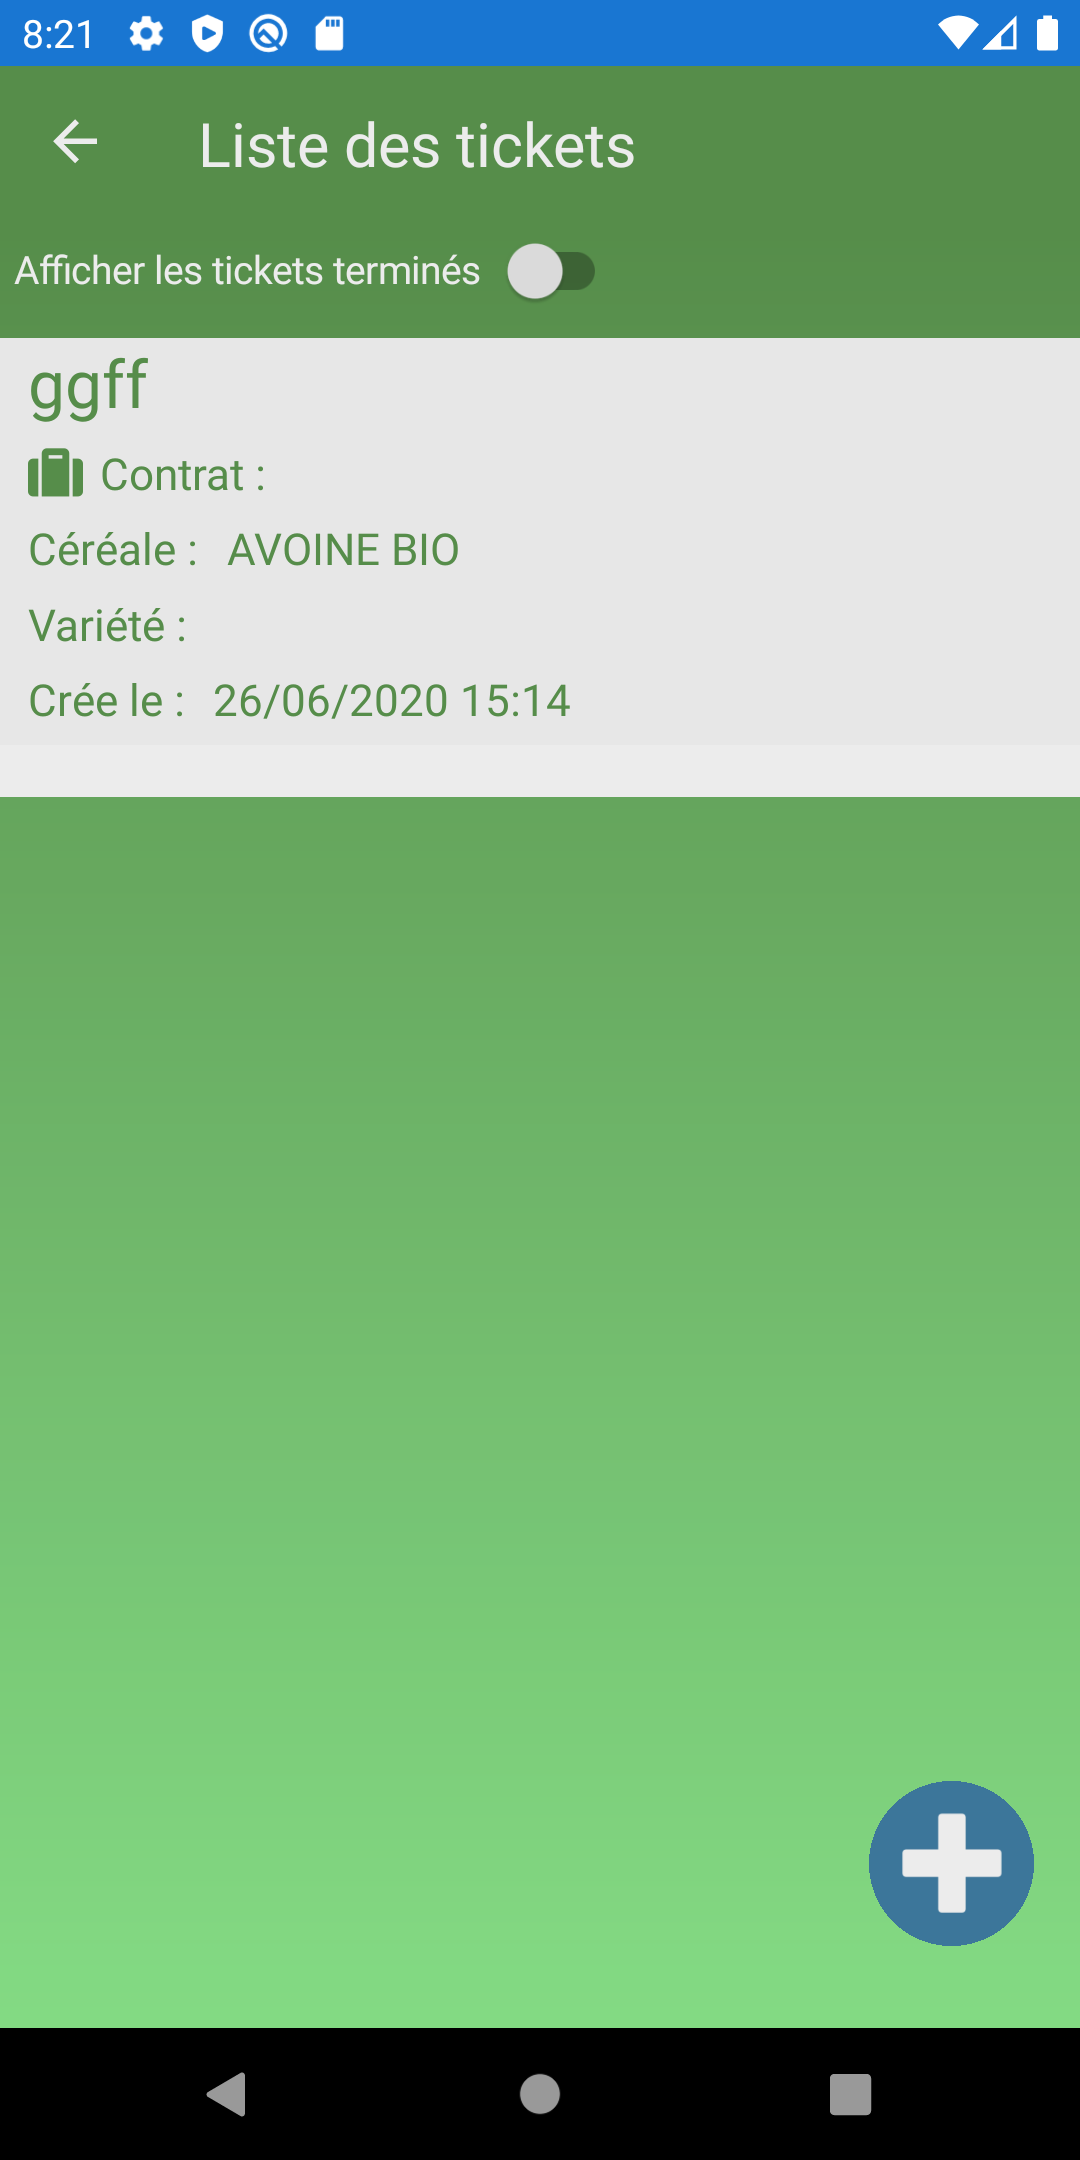 8:21
Liste des tickets
Afficher les tickets terminés
ggff
Contrat :
Céréale : AVOINE BIO
Variété :
Crée le : 26/06/2020 15:14